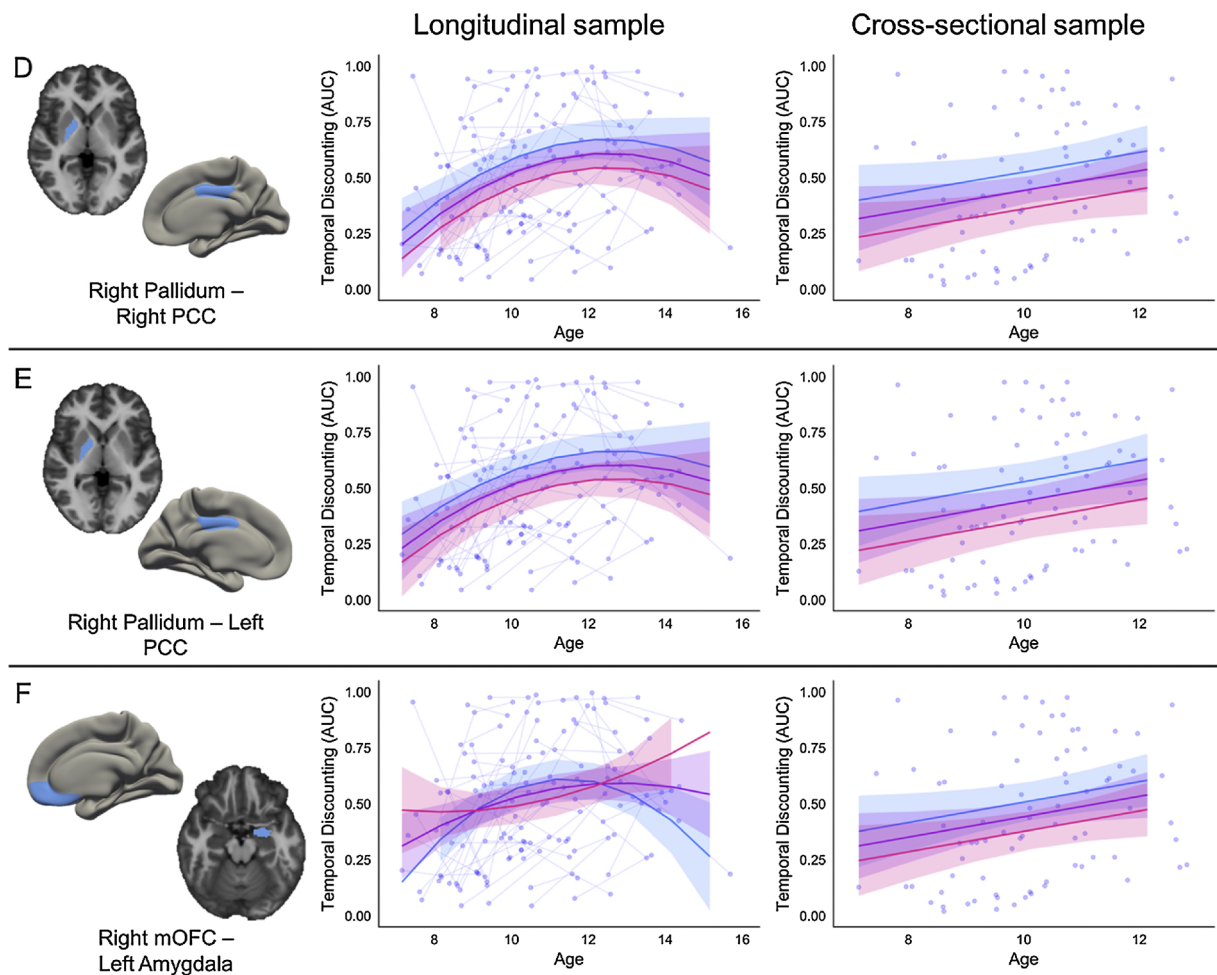 Longitudinal sample
Cross-sectional sample
D
Right Pallidum –
Right PCC
Temporal Discounting (AUC)
1.00
0.75
0.50
0.25
0.00
8
10
12
14
16
Age
Temporal Discounting (AUC)
1.00
0.75
0.50
0.25
0.00
8
10
12
Age
E
Right Pallidum – Left
PCC
Temporal Discounting (AUC)
1.00
0.75
0.50
0.25
0.00
8
10
12
14
16
Age
Temporal Discounting (AUC)
1.00
0.75
0.50
0.25
0.00
8
10
12
Age
F
Right mOFC –
Left Amygdala
Temporal Discounting (AUC)
1.00
0.75
0.50
0.25
0.00
8
10
12
14
16
Age
Temporal Discounting (AUC)
1.00
0.75
0.50
0.25
0.00
8
10
12
Age